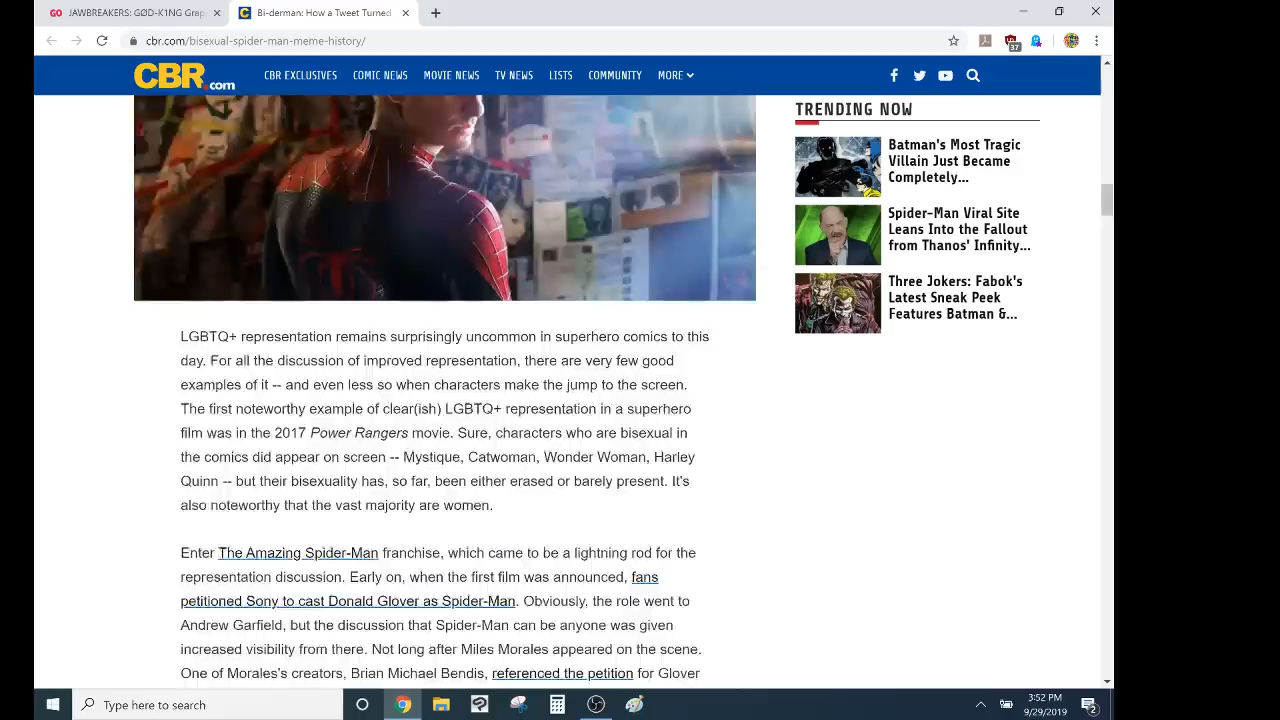 JAWBREAKERS: GØD-K1NG Grap
Bi-derman: How a Tweet Turned
cbr.com/bisexual-spider-man-meme-history/
37
CBR.com
CBR EXCLUSIVES COMIC NEWS MOVIE NEWS TV NEWS LISTS COMMUNITY MORE
TRENDING NOW
Batman's Most Tragic
Villain Just Became
Completely...
Spider-Man Viral Site
Leans Into the Fallout
from Thanos' Infinity...
Three Jokers: Fabok's
Latest Sneak Peek
Features Batman &...
LGBTQ+ representation remains surprisingly uncommon in superhero comics to this
day. For all the discussion of improved representation, there are very few good
examples of it -- and even less so when characters make the jump to the screen.
The first noteworthy example of clear(ish) LGBTQ+ representation in a superhero
film was in the 2017 Power Rangers movie. Sure, characters who are bisexual in
the comics did appear on screen -- Mystique, Catwoman, Wonder Woman, Harley
Quinn -- but their bisexuality has, so far, been either erased or barely present. It's
also noteworthy that the vast majority are women.
Enter The Amazing Spider-Man franchise, which came to be a lightning rod for the
representation discussion. Early on, when the first film was announced, fans
petitioned Sony to cast Donald Glover as Spider-Man. Obviously, the role went to
Andrew Garfield, but the discussion that Spider-Man can be anyone was given
increased visibility from there. Not long after Miles Morales appeared on the scene.
One of Morales's creators, Brian Michael Bendis, referenced the petition for Glover
Type here to search
3:52 PM
9/29/2019
2